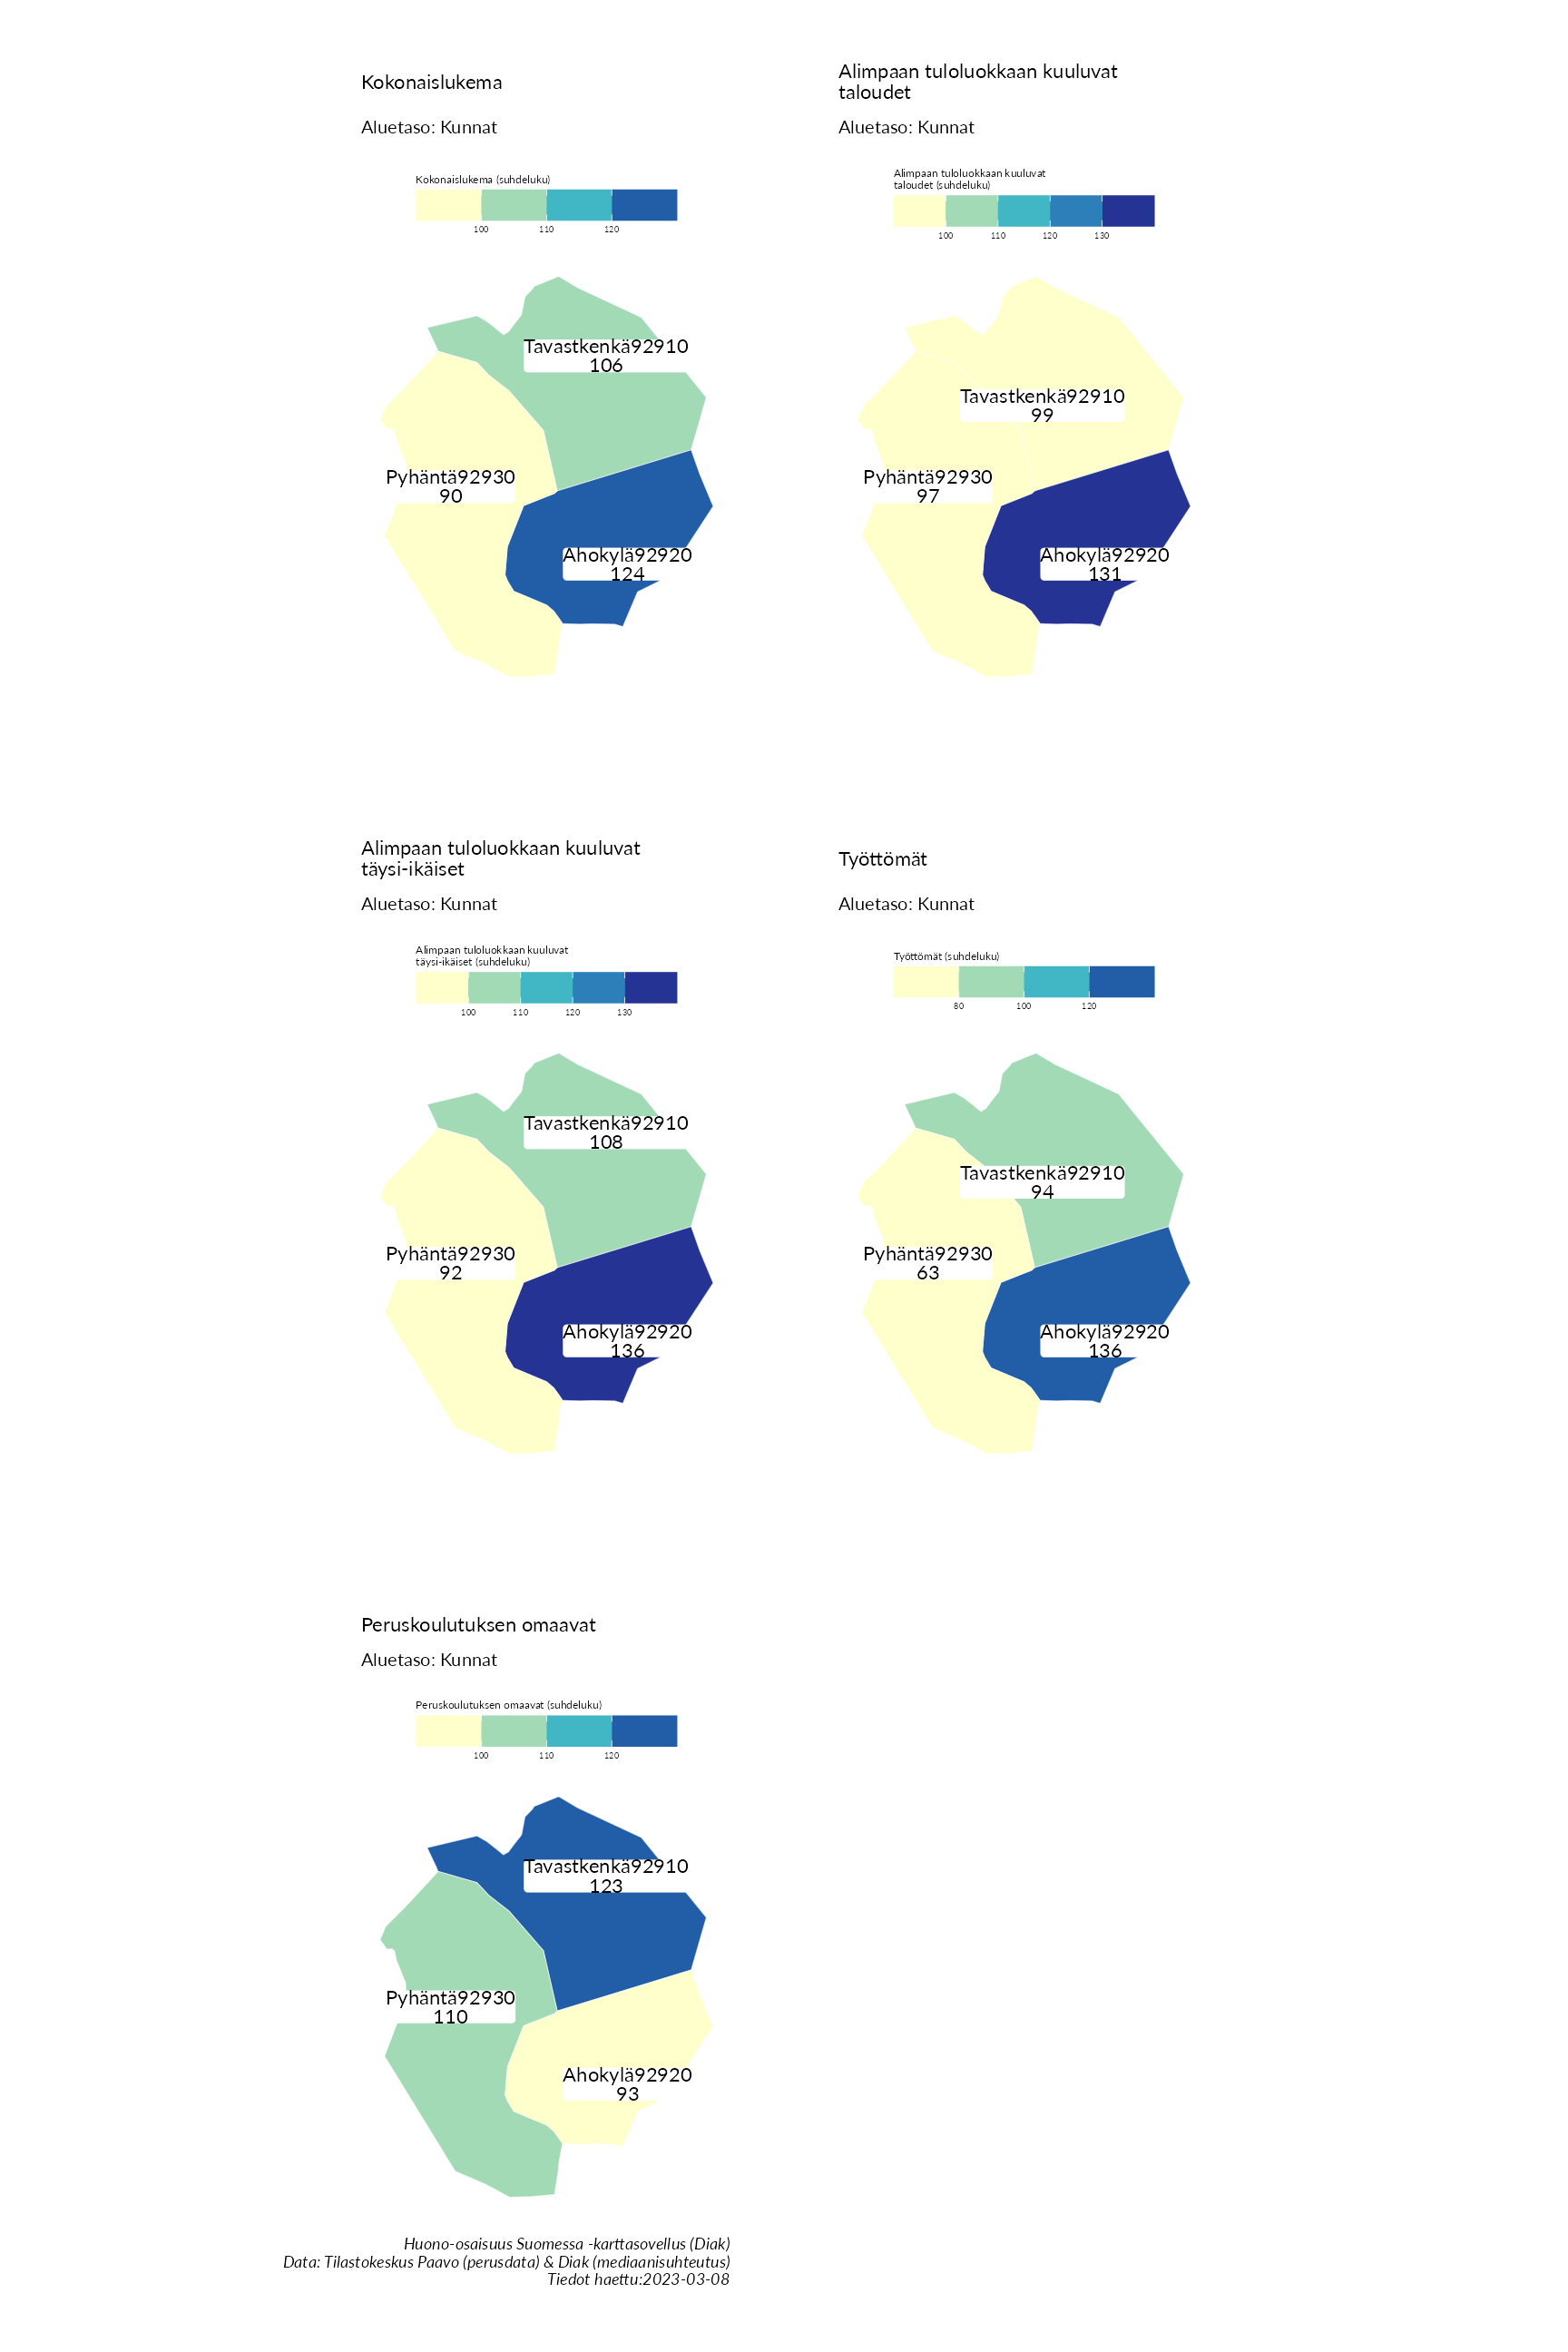 Kokonaislukema
Aluetaso: Kunnat
Kokonaislukema (suhdeluku)
100 110 120
Tavastkenkä92910
106
Pyhäntä92930
90
Ahokylä92920
124
Alimpaan tuloluokkaan kuuluvat
taloudet
Aluetaso: Kunnat
Alimpaan tuloluokkaan kuuluvat
taloudet (suhdeluku)
100 110 120 130
Tavastkenkä92910
99
Pyhäntä92930
97
Ahokylä92920
131
Alimpaan tuloluokkaan kuuluvat
täysi-ikäiset
Aluetaso: Kunnat
Alimpaan tuloluokkaan kuuluvat
täysi-ikäiset (suhdeluku)
100 110 120 130
Tavastkenkä92910
108
Pyhäntä92930
92
Ahokylä92920
136
Työttömät
Aluetaso: Kunnat
Työttömät (suhdeluku)
80 100 120
Tavastkenkä92910
94
Pyhäntä92930
63
Ahokylä92920
136
Peruskoulutuksen omaavat
Aluetaso: Kunnat
Peruskoulutuksen omaavat (suhdeluku)
100 110 120
Tavastkenkä92910
123
Pyhäntä92930
110
Ahokylä92920
93
Huono-osaisuus Suomessa -karttasovellus (Diak)
Data: Tilastokeskus Paavo (perusdata) & Diak (mediaanisuhteutus)
Tiedot haettu:2023-03-08